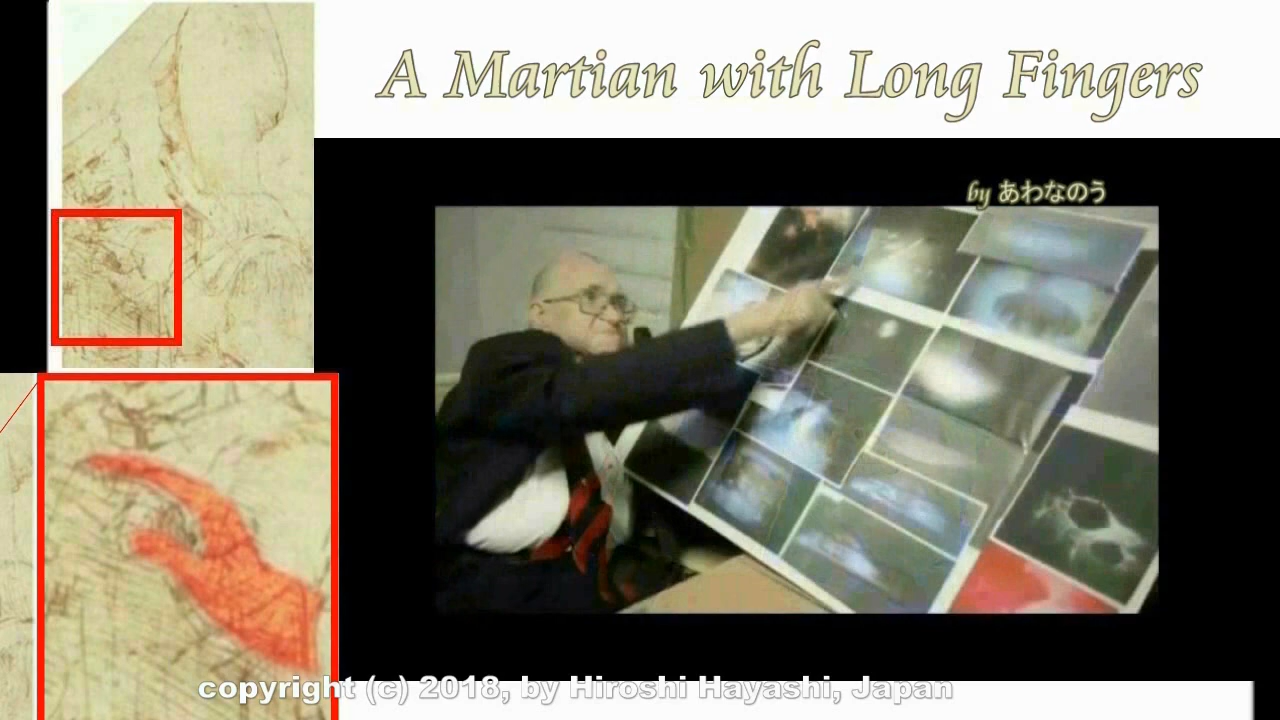 A Martian with Long Fingers
by あわなのう
copyright (c) 2018, by Hiroshi Hayashi, Japan